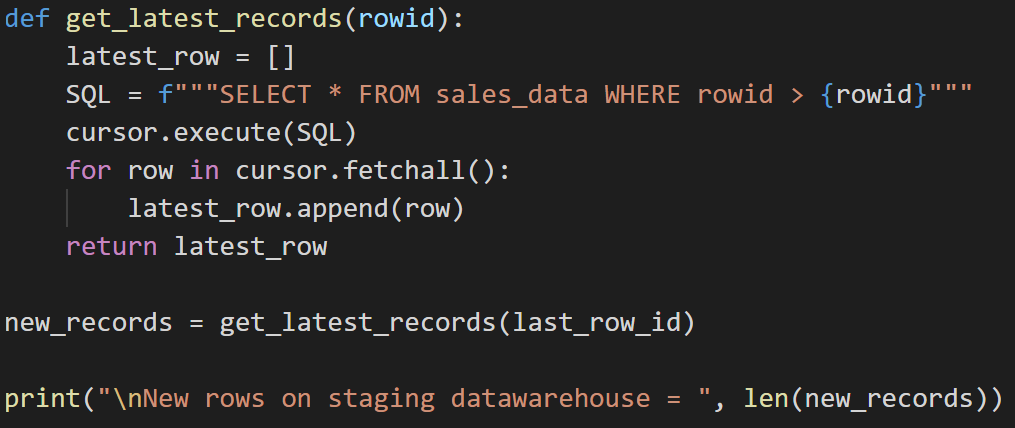 def get_latest_records(rowid):
    latest_row = []
    SQL = f"""SELECT * FROM sales_data WHERE rowid > {rowid}"""
    cursor.execute(SQL)
    for row in cursor.fetchall():
        latest_row.append(row)
    return latest_row

new_records = get_latest_records(last_row_id)

print("\nNew rows on staging datawarehouse = ", len(new_records))